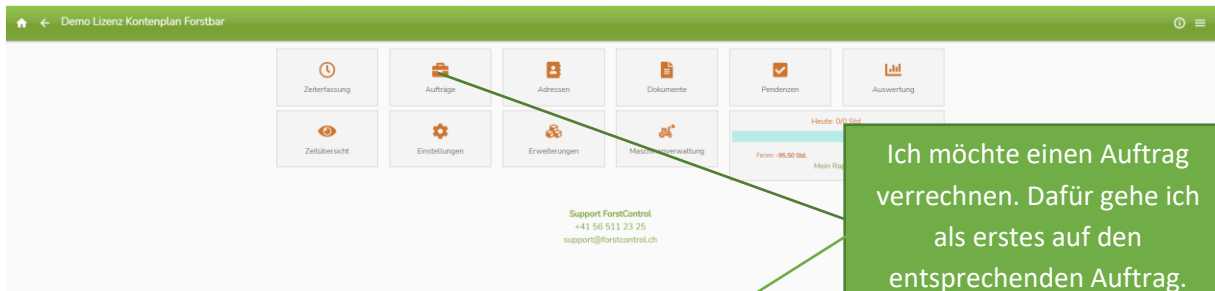 Demo Lizenz Kontenplan Forstbar
Zeiterfassung
Aufträge
Adressen
Dokumente
Pendenzen
Auswertung
Zeitübersicht
Einstellungen
Erweiterungen
Heute: 0/0 Std.
Ferien: -95.50 Std.
Mein
Support ForstControl
+41 56 511 23 25
support@forstcontrol.ch
Ich möchte einen Auftrag
verrechnen. Dafür gehe ich
als erstes auf den
entsprechenden Auftrag.